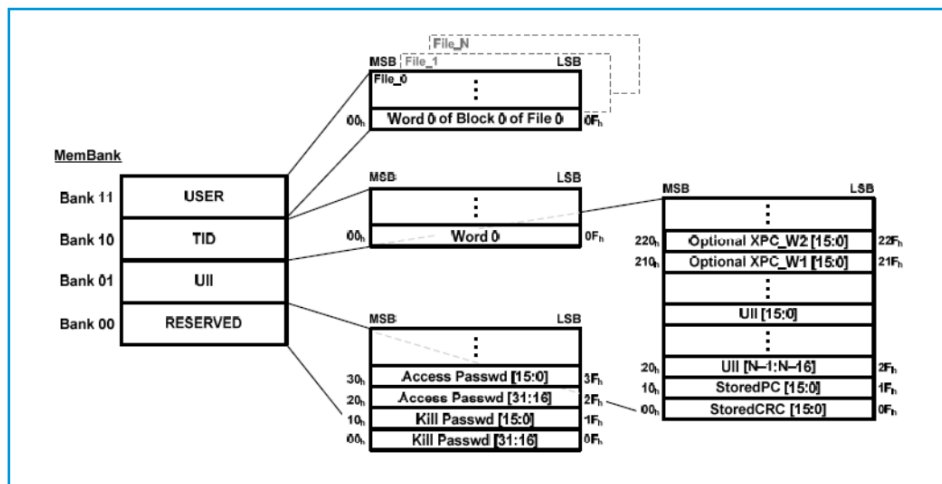 File_N
MSB File_1 LSB
File_0
00h Word 0 of Block 0 of File 0 0Fh
MemBank
Bank 11 USER
Bank 10 TID
Bank 01 UII
Bank 00 RESERVED
MSB LSB
00h Word 0 0Fh
MSB LSB
30h Access Passwd [15:0] 3Fh
20h Access Passwd [31:16] 2Fh
10h Kill Passwd [15:0] 1Fh
00h Kill Passwd [31:16] 0Fh
MSB LSB
220h Optional XPC_W2 [15:0] 22Fh
210h Optional XPC_W1 [15:0] 21Fh
UII [15:0]
20h UII [N–1:N–16] 2Fh
10h StoredPC [15:0] 1Fh
00h StoredCRC [15:0] 0Fh